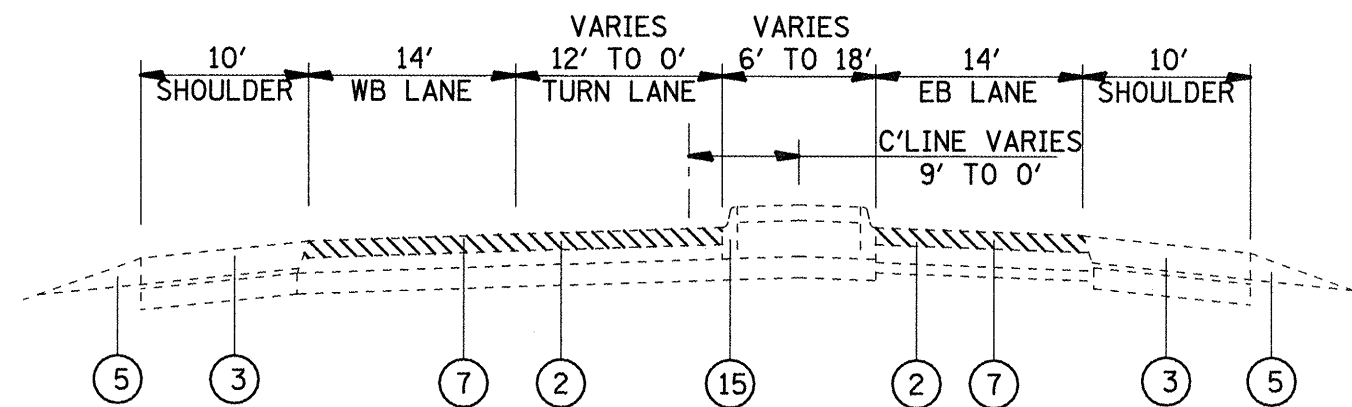 VARIES VARIES
10' 14' 12' TO 0' 6' TO 18' 14' 10'
SHOULDER WB LANE TURN LANE EB LANE SHOULDER
C'LINE VARIES
9' TO 0'
5 3 7 2 15 2 7 3 5